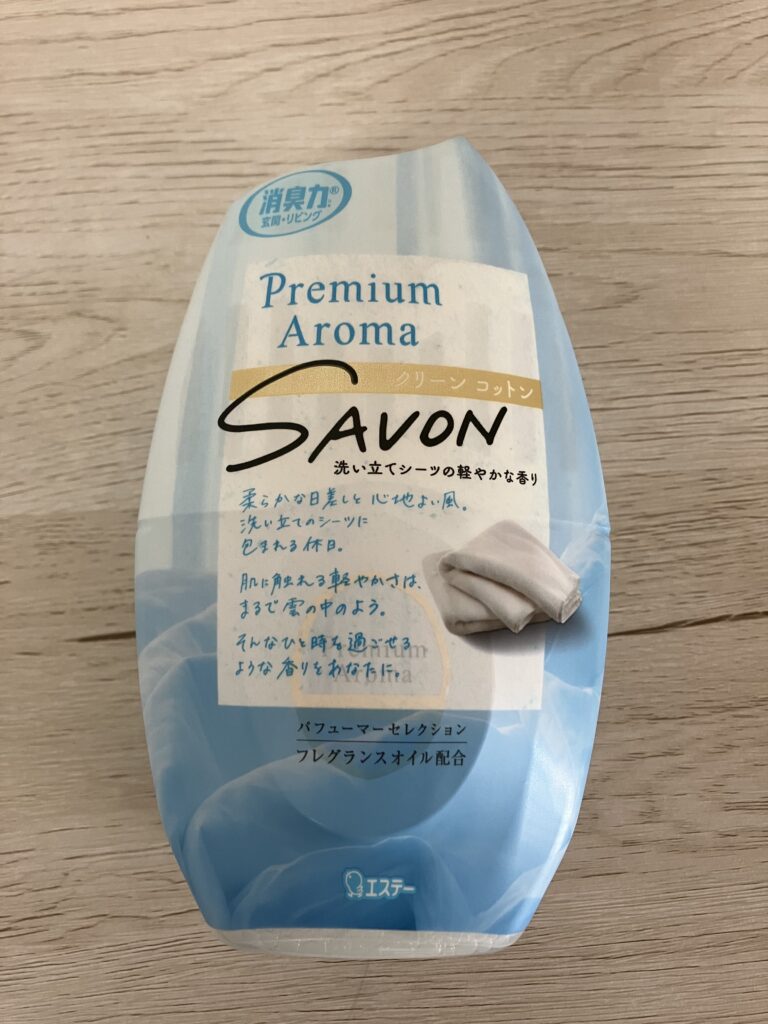 消臭力®
玄関・リビング
Premium
Aroma
クリーン コットン
SAVON
洗い立てシーツの軽やかな香り
柔らかな日差しと心地よい風。
洗い立てのシーツに
包まれる休日。
肌に触れる軽やかさは、
まるで雲の中のよう。
そんなひと時を過ごせる
ような香りをあなたに。
Premium
Aroma
パフューマーセレクション
フレグランスオイル配合
エステー